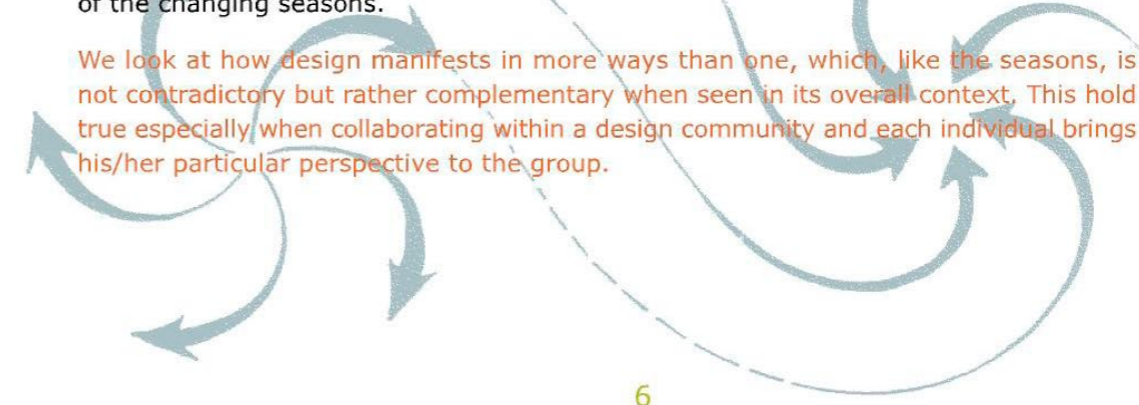 of the changing seasons.
We look at how design manifests in more ways than one, which, like the seasons, is
not contradictory but rather complementary when seen in its overall context. This hold
true especially when collaborating within a design community and each individual brings
his/her particular perspective to the group.
6